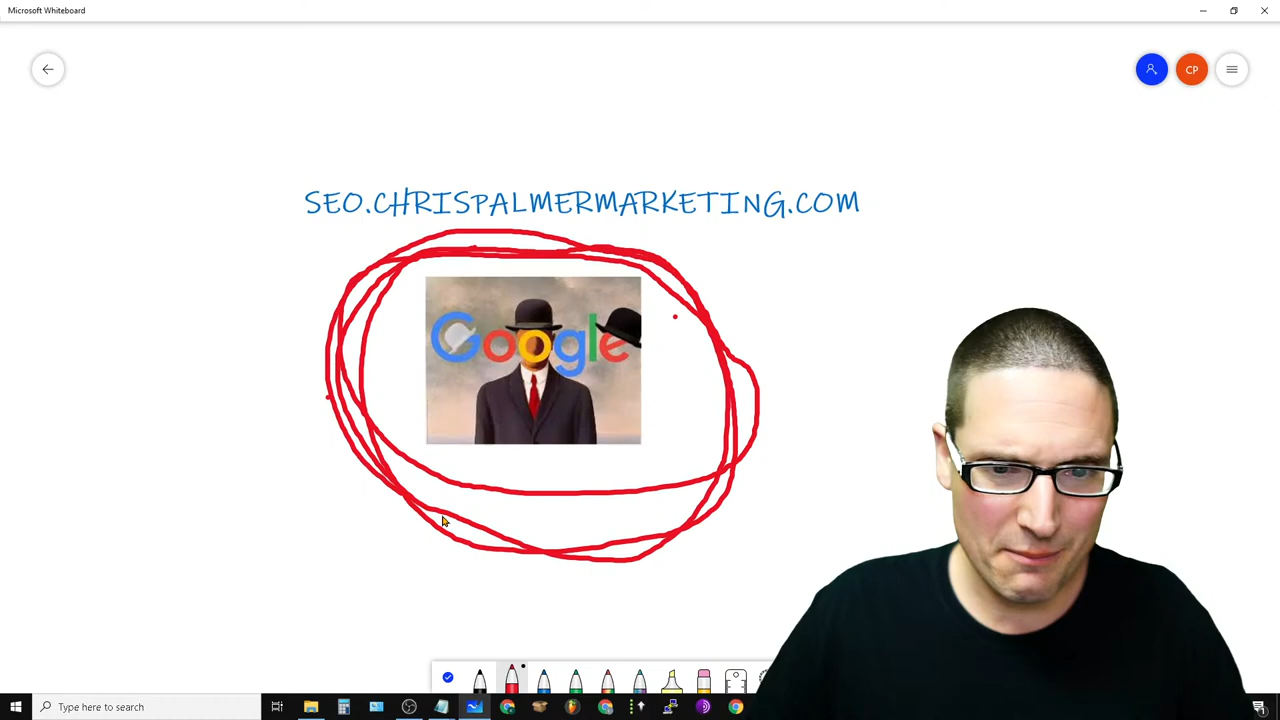 Microsoft Whiteboard
CP
SEO.CHRISPALMERMARKETING.COM
Google
Type here to search